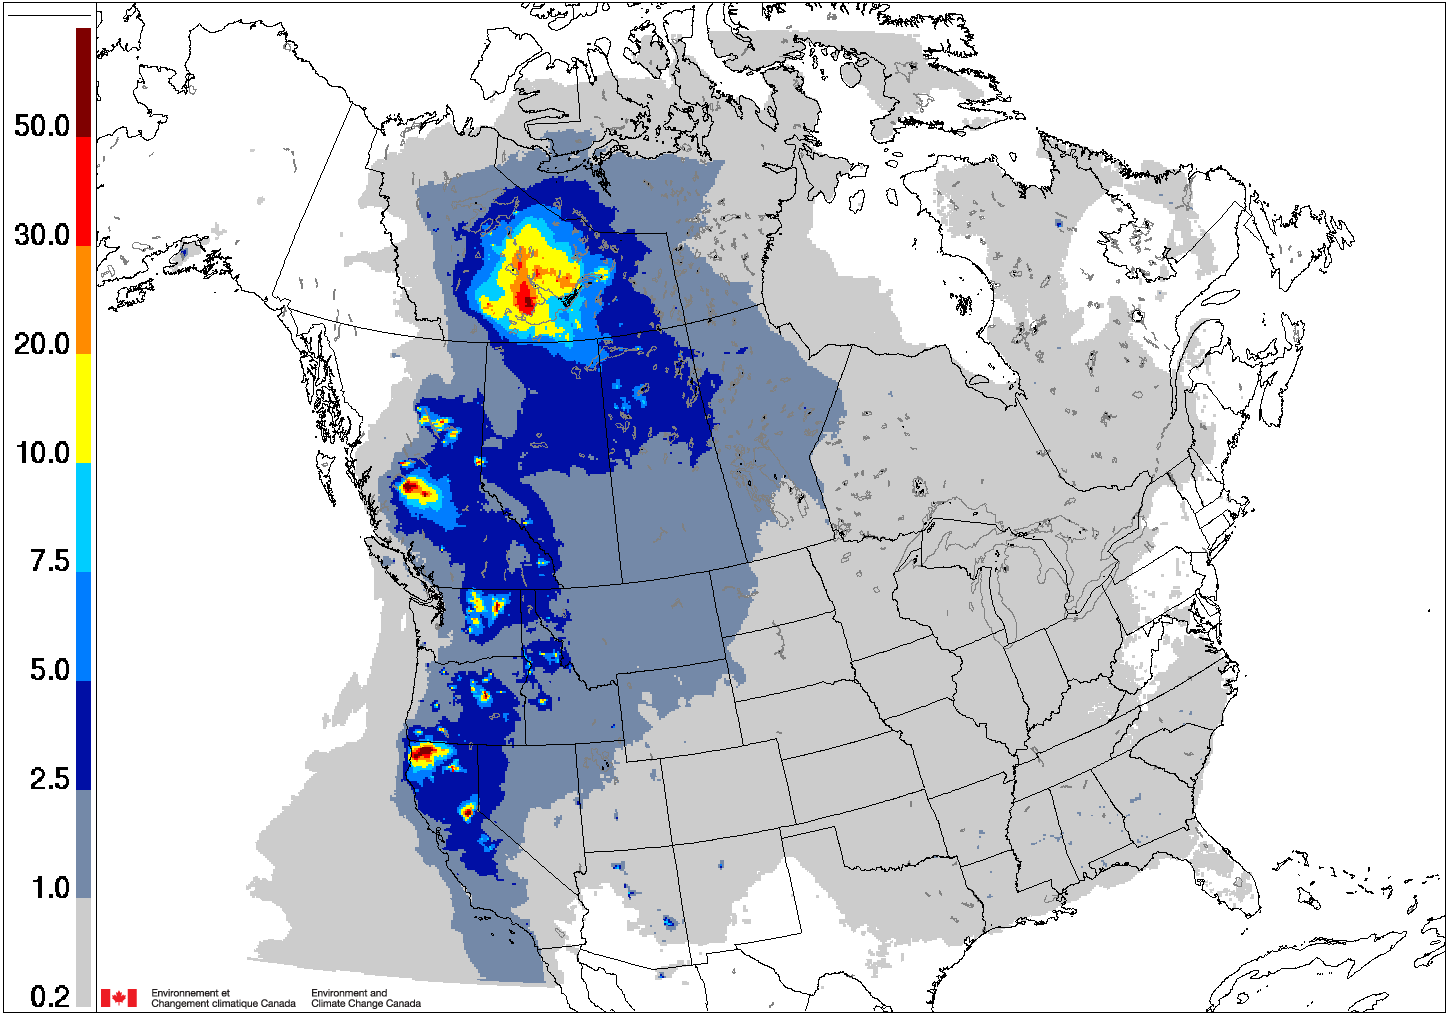 50.0
30.0
20.0
10.0
7.5
5.0
2.5
1.0
0.2
Environnement et
Changement climatique Canada
Environment and
Climate Change Canada